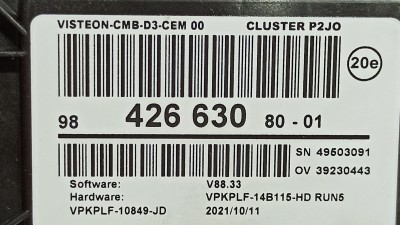 VISTEON-CMB-D3-CEM 00 CLUSTER P2JO
20e
98 426 630 80 - 01
SN 49503091
OV 39230443
Software: V88.33
Hardware: VPKPLF-14B115-HD RUN5
VPKPLF-10849-JD 2021/10/11